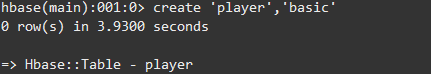 hbase(main):001:0> create 'player','basic'
0 row(s) in 3.9300 seconds
=> Hbase::Table - player